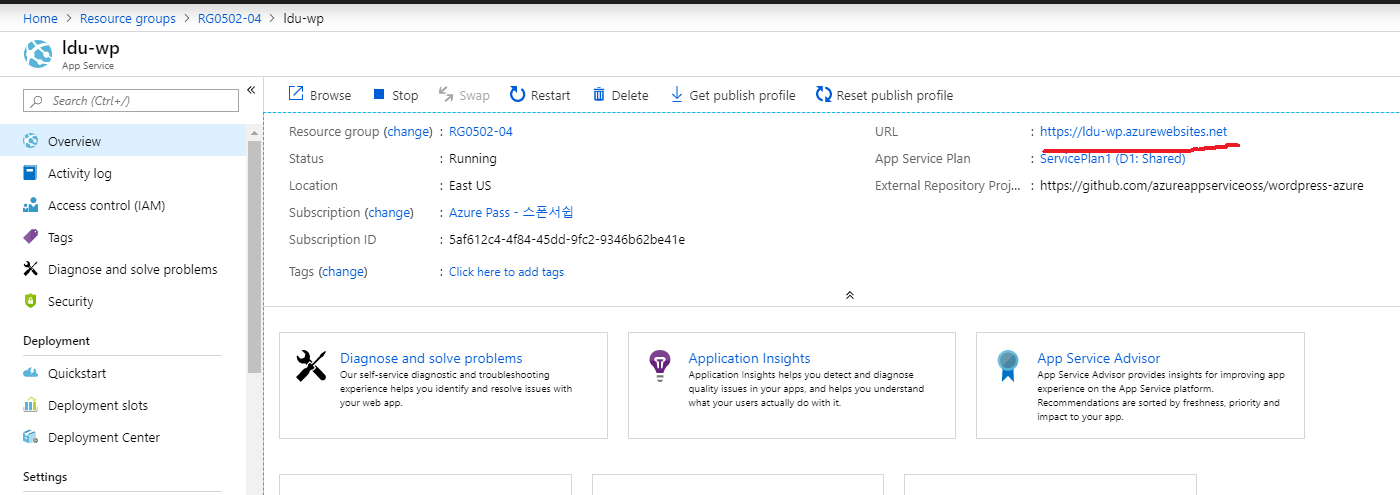 Home > Resource groups > RG0502-04 > ldu-wp
ldu-wp
App Service
Search (Ctrl+/)
«
Overview
Activity log
Access control (IAM)
Tags
Diagnose and solve problems
Security
Deployment
Quickstart
Deployment slots
Deployment Center
Settings
Browse Stop Swap Restart Delete Get publish profile Reset publish profile
Resource group (change) : RG0502-04
Status : Running
Location : East US
Subscription (change) : Azure Pass - 스폰서쉽
Subscription ID : 5af612c4-4f84-45dd-9fc2-9346b62be41e
Tags (change) : Click here to add tags
URL : https://ldu-wp.azurewebsites.net
App Service Plan : ServicePlan1 (D1: Shared)
External Repository Proj... : https://github.com/azureappserviceoss/wordpress-azure
Diagnose and solve problems
Our self-service diagnostic and troubleshooting
experience helps you identify and resolve issues with
your web app.
Application Insights
Application Insights helps you detect and diagnose
quality issues in your apps, and helps you understand
what your users actually do with it.
App Service Advisor
App Service Advisor provides insights for improving app
experience on the App Service platform.
Recommendations are sorted by freshness, priority and
impact to your app.